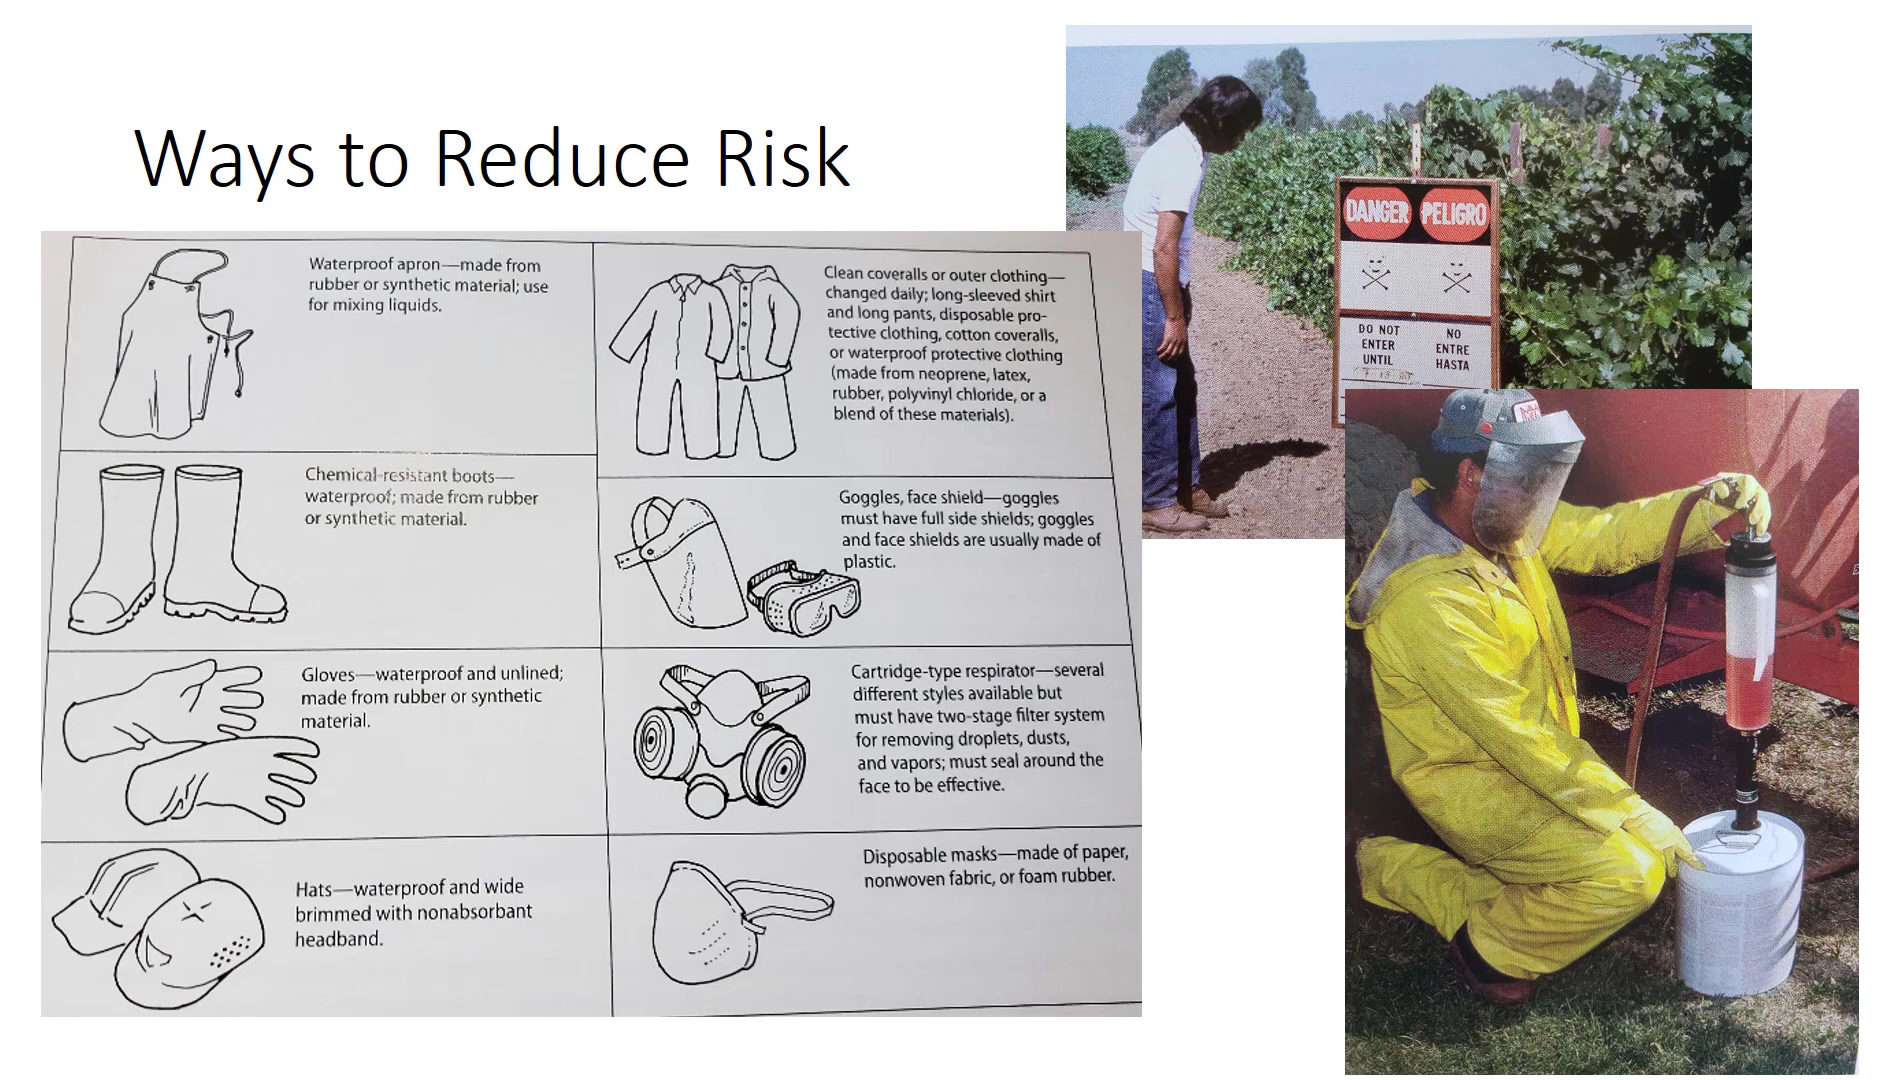 Ways to Reduce Risk
Waterproof apron—made from
rubber or synthetic material; use
for mixing liquids.
Chemical-resistant boots—
waterproof; made from rubber
or synthetic material.
Gloves—waterproof and unlined;
made from rubber or synthetic
material.
Hats—waterproof and wide
brimmed with nonabsorbant
headband.
Clean coveralls or outer clothing—
changed daily; long-sleeved shirt
and long pants, disposable pro-
tective clothing, cotton coveralls,
or waterproof protective clothing
(made from neoprene, latex,
rubber, polyvinyl chloride, or a
blend of these materials).
Goggles, face shield—goggles
must have full side shields; goggles
and face shields are usually made of
plastic.
Cartridge-type respirator—several
different styles available but
must have two-stage filter system
for removing droplets, dusts,
and vapors; must seal around the
face to be effective.
Disposable masks—made of paper,
nonwoven fabric, or foam rubber.
DANGER PELIGRO
DO NOT
ENTER
UNTIL
NO
ENTRE
HASTA